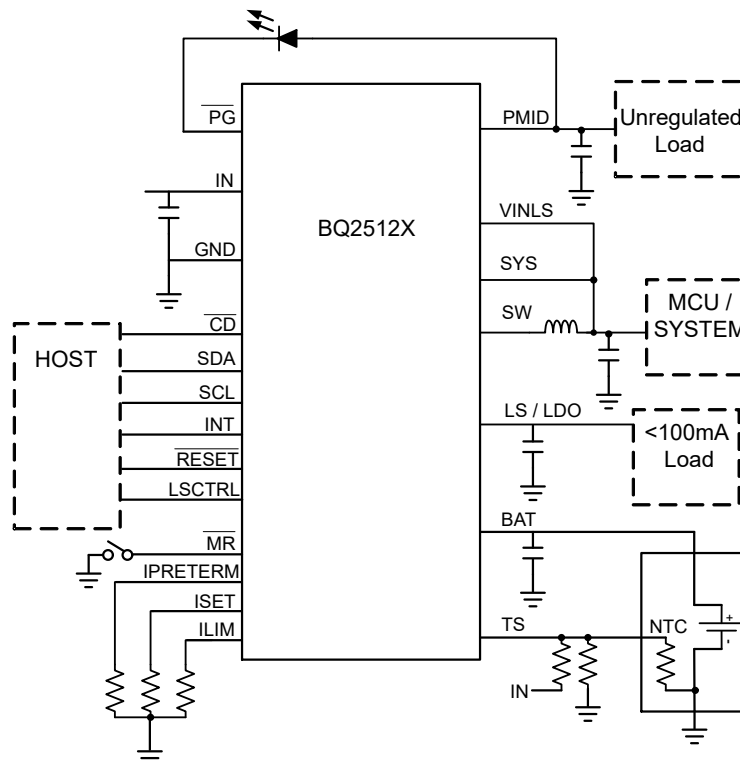 PG
PMID
Unregulated
Load
IN
VINLS
BQ2512X
GND
SYS
SW
MCU /
SYSTEM
CD
HOST
SDA
SCL
INT
RESET
LSCTRL
LS / LDO
<100mA
Load
MR
BAT
IPRETERM
ISET
ILIM
TS
NTC
+
-
IN